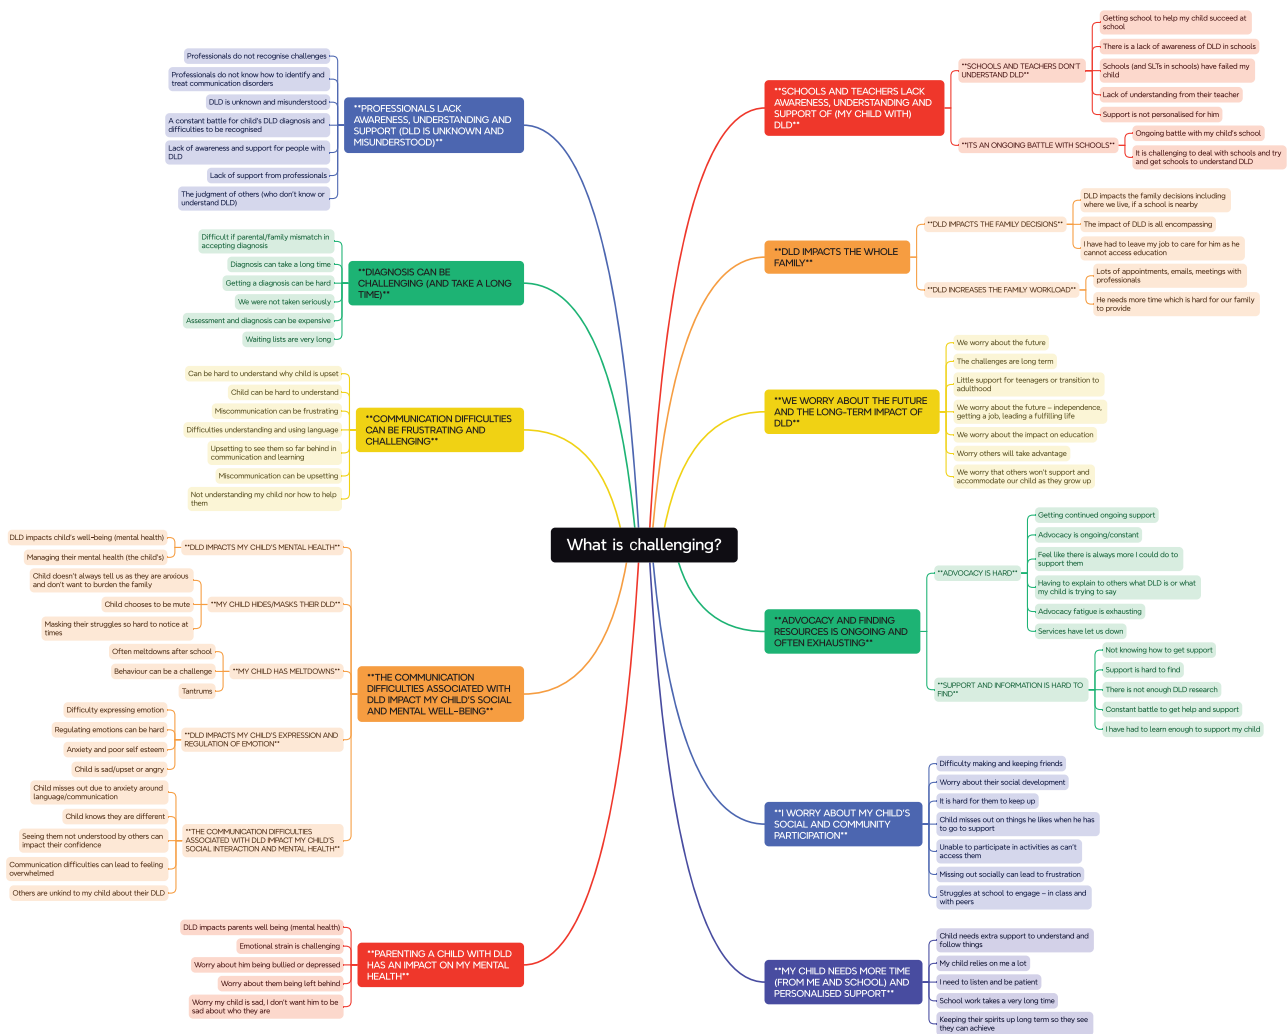 What is challenging?
Professionals do not recognise challenges
Professionals do not know how to identify and
treat communication disorders
DLD is unknown and misunderstood
A constant battle for child's DLD diagnosis and
difficulties to be recognised
Lack of awareness and support for people with
DLD
Lack of support from professionals
The judgment of others (who don't know or
understand DLD)
**PROFESSIONALS LACK
AWARENESS, UNDERSTANDING AND
SUPPORT (DLD IS UNKNOWN AND
MISUNDERSTOOD)**
Difficult if parental/family mismatch in
accepting diagnosis
Diagnosis can take a long time
Getting a diagnosis can be hard
We were not taken seriously
Assessment and diagnosis can be expensive
Waiting lists are very long
**DIAGNOSIS CAN BE
CHALLENGING (AND TAKE A LONG
TIME)**
Can be hard to understand why child is upset
Child can be hard to understand
Miscommunication can be frustrating
Difficulties understanding and using language
Upsetting to see them so far behind in
communication and learning
Miscommunication can be upsetting
Not understanding my child nor how to help
them
**COMMUNICATION DIFFICULTIES
CAN BE FRUSTRATING AND
CHALLENGING**
DLD impacts child's well-being (mental health)
Managing their mental health (the child's)
**DLD IMPACTS MY CHILD'S MENTAL HEALTH**
Child doesn't always tell us as they are anxious
and don't want to burden the family
Child chooses to be mute
Masking their struggles so hard to notice at
times
**MY CHILD HIDES/MASKS THEIR DLD**
Often meltdowns after school
Behaviour can be a challenge
Tantrums
**MY CHILD HAS MELTDOWNS**
Difficulty expressing emotion
Regulating emotions can be hard
Anxiety and poor self esteem
Child is sad/upset or angry
**DLD IMPACTS MY CHILD'S EXPRESSION AND
REGULATION OF EMOTION**
Child misses out due to anxiety around
language/communication
Child knows they are different
Seeing them not understood by others can
impact their confidence
Communication difficulties can lead to feeling
overwhelmed
Others are unkind to my child about their DLD
**THE COMMUNICATION DIFFICULTIES
ASSOCIATED WITH DLD IMPACT MY CHILD'S
SOCIAL INTERACTION AND MENTAL HEALTH**
**THE COMMUNICATION
DIFFICULTIES ASSOCIATED WITH
DLD IMPACT MY CHILD'S SOCIAL
AND MENTAL WELL-BEING**
DLD impacts parents well being (mental health)
Emotional strain is challenging
Worry about him being bullied or depressed
Worry about them being left behind
Worry my child is sad, I don't want him to be
sad about who they are
**PARENTING A CHILD WITH DLD
HAS AN IMPACT ON MY MENTAL
HEALTH**
**SCHOOLS AND TEACHERS LACK
AWARENESS, UNDERSTANDING AND
SUPPORT OF (MY CHILD WITH)
DLD**
**SCHOOLS AND TEACHERS DON'T
UNDERSTAND DLD**
Getting school to help my child succeed at
school
There is a lack of awareness of DLD in schools
Schools (and SLTs in schools) have failed my
child
Lack of understanding from their teacher
Support is not personalised for him
**ITS AN ONGOING BATTLE WITH SCHOOLS**
Ongoing battle with my child's school
It is challenging to deal with schools and try
and get schools to understand DLD
**DLD IMPACTS THE WHOLE
FAMILY**
**DLD IMPACTS THE FAMILY DECISIONS**
DLD impacts the family decisions including
where we live, if a school is nearby
The impact of DLD is all encompassing
I have had to leave my job to care for him as he
cannot access education
**DLD INCREASES THE FAMILY WORKLOAD**
Lots of appointments, emails, meetings with
professionals
He needs more time which is hard for our family
to provide
**WE WORRY ABOUT THE FUTURE
AND THE LONG-TERM IMPACT OF
DLD**
We worry about the future
The challenges are long term
Little support for teenagers or transition to
adulthood
We worry about the future – independence,
getting a job, leading a fulfilling life
We worry about the impact on education
Worry others will take advantage
We worry that others won't support and
accommodate our child as they grow up
**ADVOCACY AND FINDING
RESOURCES IS ONGOING AND
OFTEN EXHAUSTING**
**ADVOCACY IS HARD**
Getting continued ongoing support
Advocacy is ongoing/constant
Feel like there is always more I could do to
support them
Having to explain to others what DLD is or what
my child is trying to say
Advocacy fatigue is exhausting
Services have let us down
**SUPPORT AND INFORMATION IS HARD TO
FIND**
Not knowing how to get support
Support is hard to find
There is not enough DLD research
Constant battle to get help and support
I have had to learn enough to support my child
**I WORRY ABOUT MY CHILD'S
SOCIAL AND COMMUNITY
PARTICIPATION**
Difficulty making and keeping friends
Worry about their social development
It is hard for them to keep up
Child misses out on things he likes when he has
to go to support
Unable to participate in activities as can't
access them
Missing out socially can lead to frustration
Struggles at school to engage – in class and
with peers
**MY CHILD NEEDS MORE TIME
(FROM ME AND SCHOOL) AND
PERSONALISED SUPPORT**
Child needs extra support to understand and
follow things
My child relies on me a lot
I need to listen and be patient
School work takes a very long time
Keeping their spirits up long term so they see
they can achieve